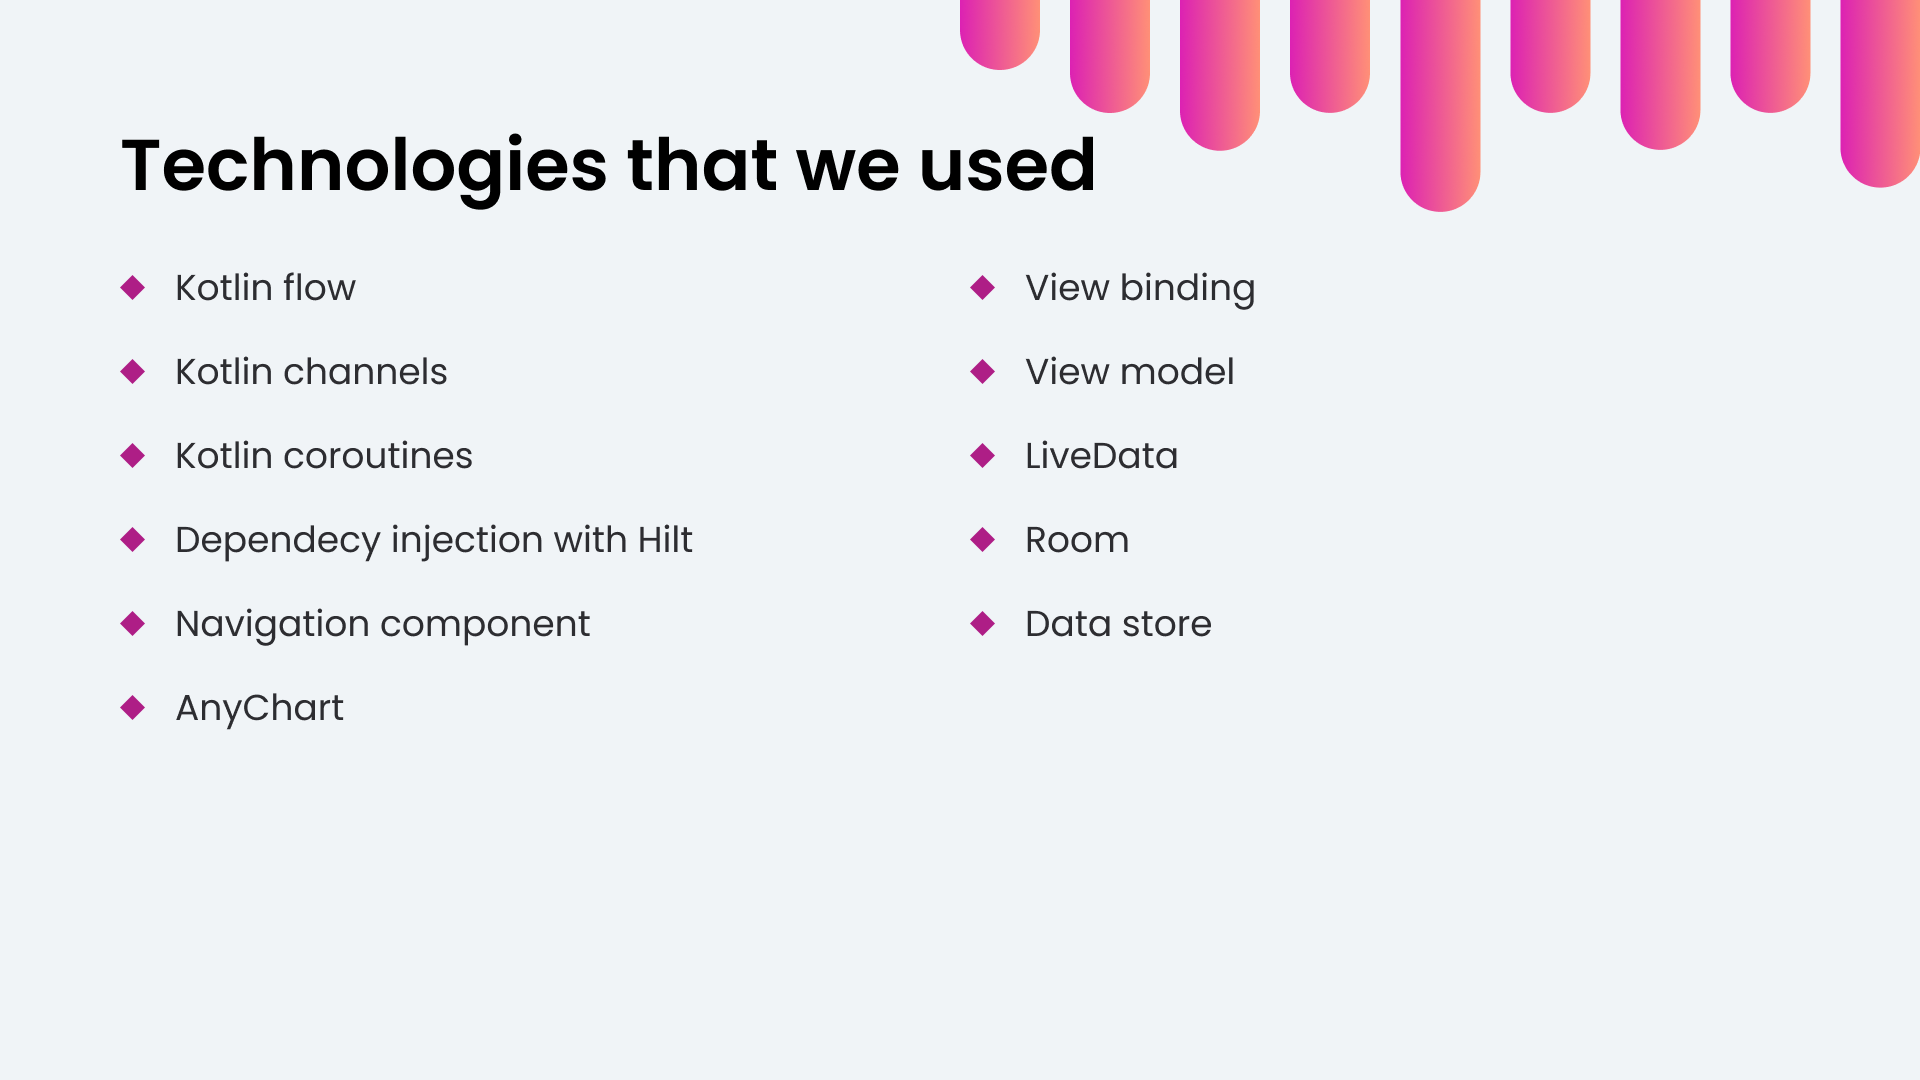 Technologies that we used
Kotlin flow
Kotlin channels
Kotlin coroutines
Dependecy injection with Hilt
Navigation component
AnyChart
View binding
View model
LiveData
Room
Data store